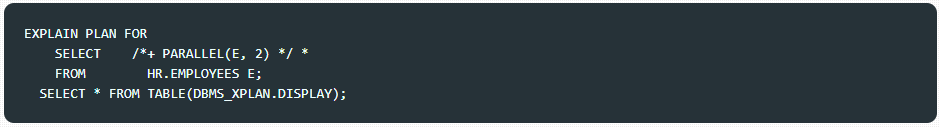 EXPLAIN PLAN FOR
SELECT /*+ PARALLEL(E, 2) */ *
FROM HR.EMPLOYEES E;
SELECT * FROM TABLE(DBMS_XPLAN.DISPLAY);